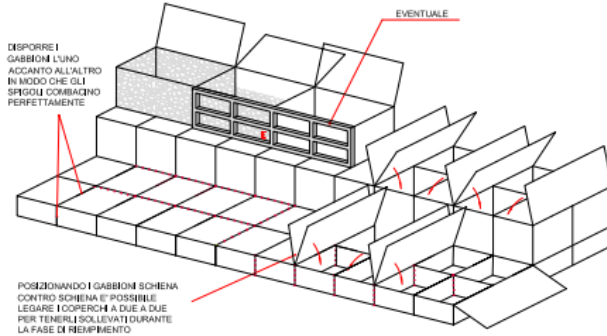 EVENTUALE
DISPORRE I
GABBIONI L'UNO
ACCANTO ALL'ALTRO
IN MODO CHE GLI
SPIGOLI COMBACINO
PERFETTAMENTE
POSIZIONANDO I GABBIONI SCHIENA
CONTRO SCHIENA E' POSSIBILE
LEGARE I COPERCHI A DUE A DUE
PER TENERLI SOLLEVATI DURANTE
LA FASE DI RIEMPIMENTO